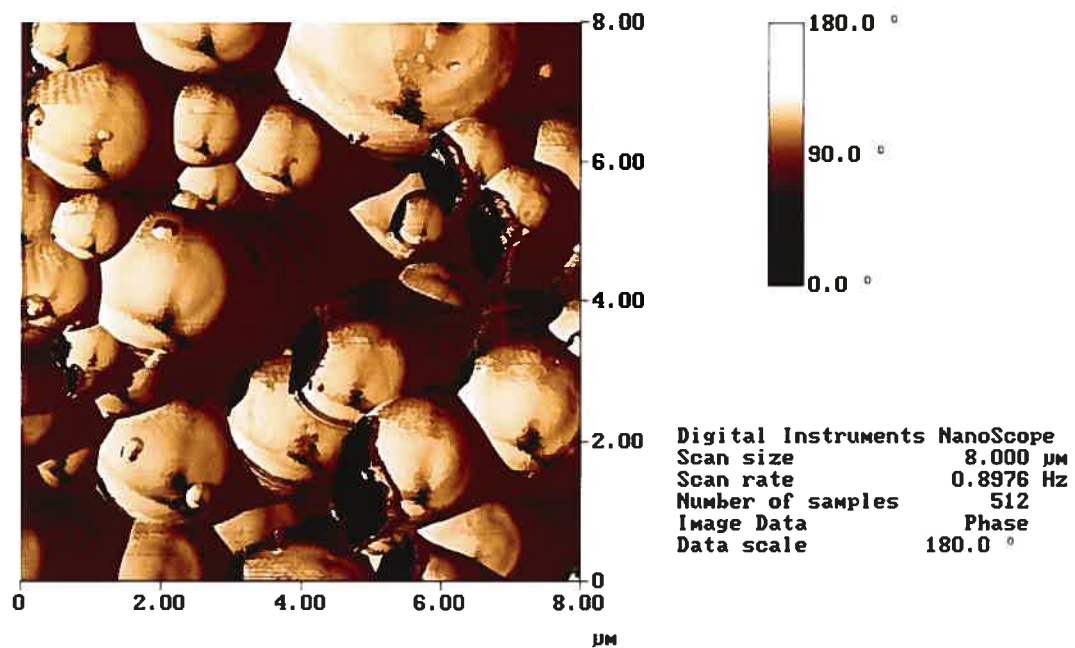 8.00
6.00
4.00
2.00
0
0 2.00 4.00 6.00 8.00
µM
180.0 °
90.0 °
0.0 °
Digital Instruments NanoScope
Scan size 8.000 µM
Scan rate 0.8976 Hz
Number of samples 512
Image Data Phase
Data scale 180.0 °